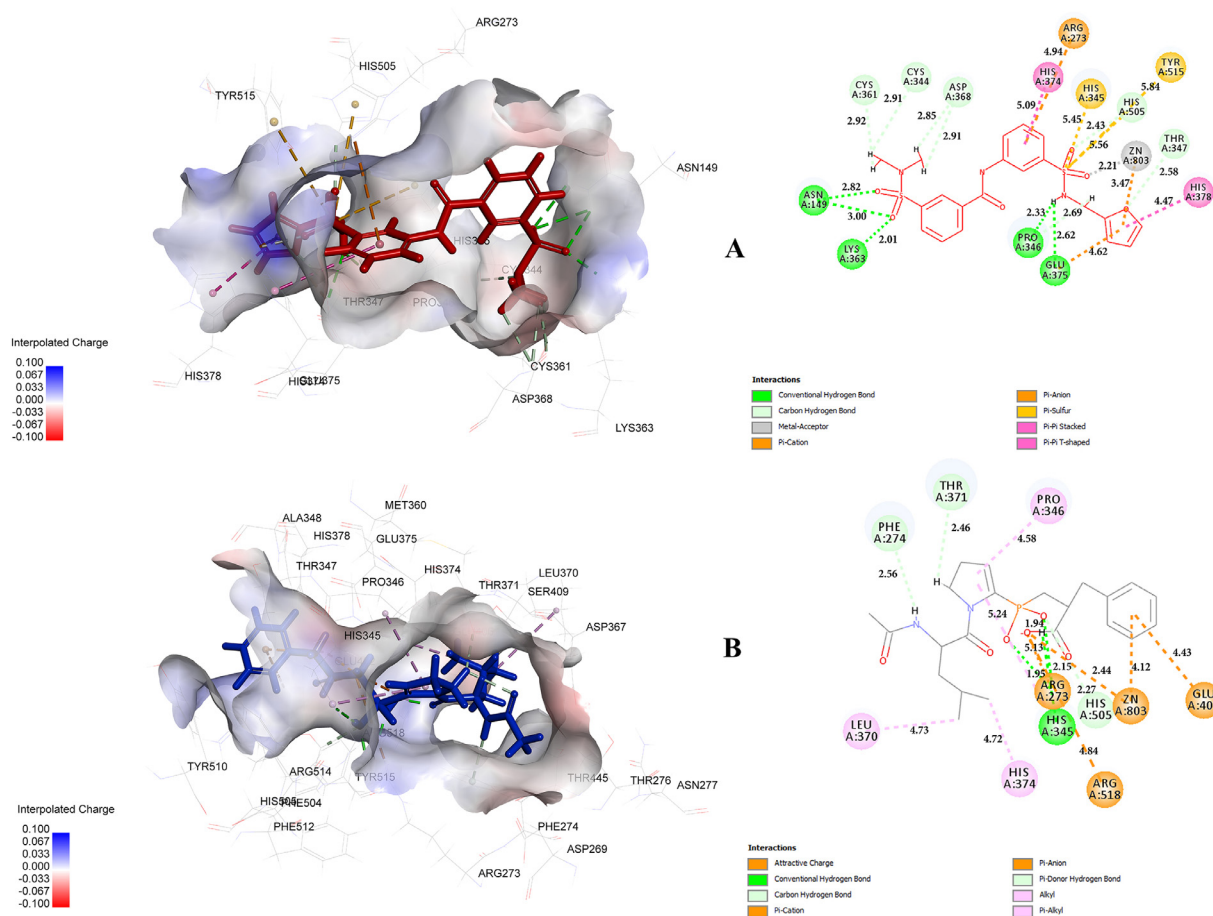 ARG273
HIS505
TYR515
ASN149
THR347
CYS361
ASP368
LYS363
HIS378
Interpolated Charge
0.100
0.067
0.033
0.000
-0.033
-0.067
-0.100
A
ARG
A:273
4.94
HIS
A:374
5.09
TYR
A:515
5.84
HIS
A:345
5.45
HIS
A:505
2.43
5.56
CYS
A:361
CYS
A:344
ASP
A:368
2.91
2.92
2.85
2.91
THR
A:347
ZN
A:803
2.21
3.47
2.58
HIS
A:378
4.47
ASN
A:149
2.82
3.00
2.01
LYS
A:363
PRO
A:346
2.33
2.69
2.62
GLU
A:375
4.62
H
H
H
H
N
N
N
S
S
O
O
O
O
O
O
Interactions
Conventional Hydrogen Bond
Carbon Hydrogen Bond
Metal-Acceptor
Pi-Cation
Pi-Anion
Pi-Sulfur
Pi-Pi Stacked
Pi-Pi T-shaped
MET360
ALA348
HIS378
GLU375
THR347
PRO346
HIS374
THR371
LEU370
SER409
ASP367
HIS345
TYR510
ARG514
TYR515
THR445
THR276
ASN277
PHE504
PHE512
PHE274
ASP269
ARG273
Interpolated Charge
0.100
0.067
0.033
0.000
-0.033
-0.067
-0.100
B
THR
A:371
2.46
PHE
A:274
2.56
PRO
A:346
4.58
5.24
1.94
5.13
2.15
1.95
2.27
2.44
4.12
4.43
ARG
A:273
HIS
A:505
ZN
A:803
HIS
A:345
4.84
ARG
A:518
LEU
A:370
4.73
4.72
HIS
A:374
H
H
H
N
N
P
O
O
O
O
Interactions
Attractive Charge
Conventional Hydrogen Bond
Carbon Hydrogen Bond
Pi-Cation
Pi-Anion
Pi-Donor Hydrogen Bond
Alkyl
Pi-Alkyl